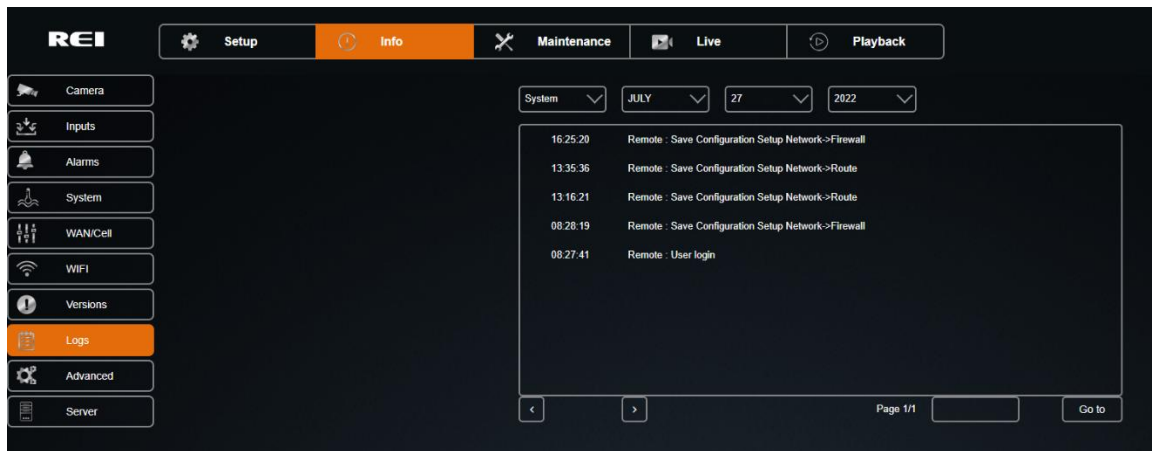 REI
Setup
Info
Maintenance
Live
Playback
Camera
Inputs
Alarms
System
WAN/Cell
WIFI
Versions
Logs
Advanced
Server
System JULY 27 2022
16:25:20 Remote : Save Configuration Setup Network->Firewall
13:35:36 Remote : Save Configuration Setup Network->Route
13:16:21 Remote : Save Configuration Setup Network->Route
08:28:19 Remote : Save Configuration Setup Network->Firewall
08:27:41 Remote : User login
< > Page 1/1 Go to